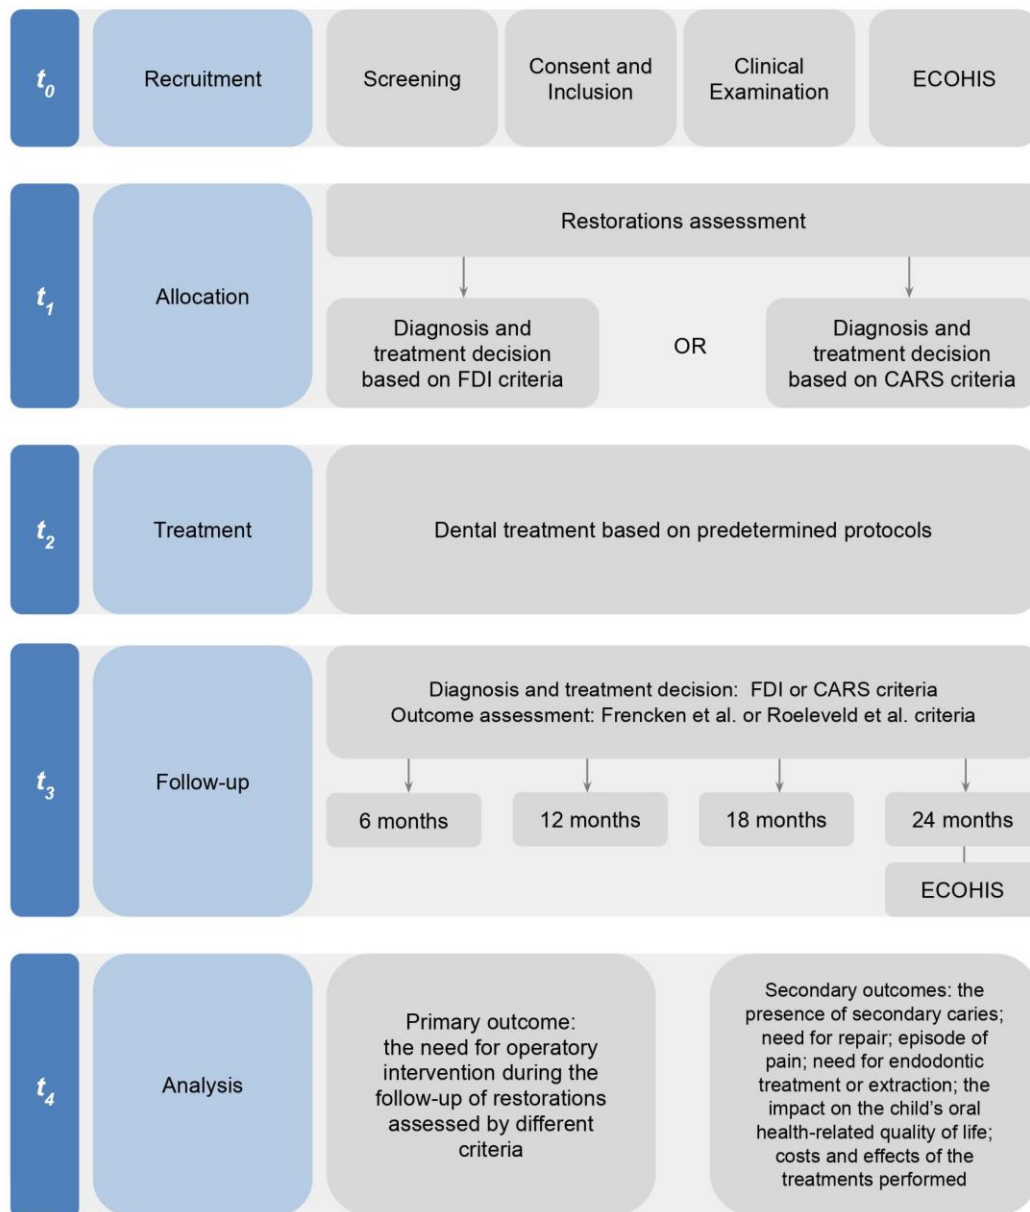 t0
Recruitment
Screening
Consent and
Inclusion
Clinical
Examination
ECOHIS
t1
Allocation
Restorations assessment
Diagnosis and
treatment decision
based on FDI criteria
OR
Diagnosis and
treatment decision
based on CARS criteria
t2
Treatment
Dental treatment based on predetermined protocols
t3
Follow-up
Diagnosis and treatment decision: FDI or CARS criteria
Outcome assessment: Frencken et al. or Roeleveld et al. criteria
6 months
12 months
18 months
24 months
ECOHIS
t4
Analysis
Primary outcome:
the need for operatory
intervention during the
follow-up of restorations
assessed by different
criteria
Secondary outcomes: the
presence of secondary caries;
need for repair; episode of
pain; need for endodontic
treatment or extraction; the
impact on the child's oral
health-related quality of life;
costs and effects of the
treatments performed